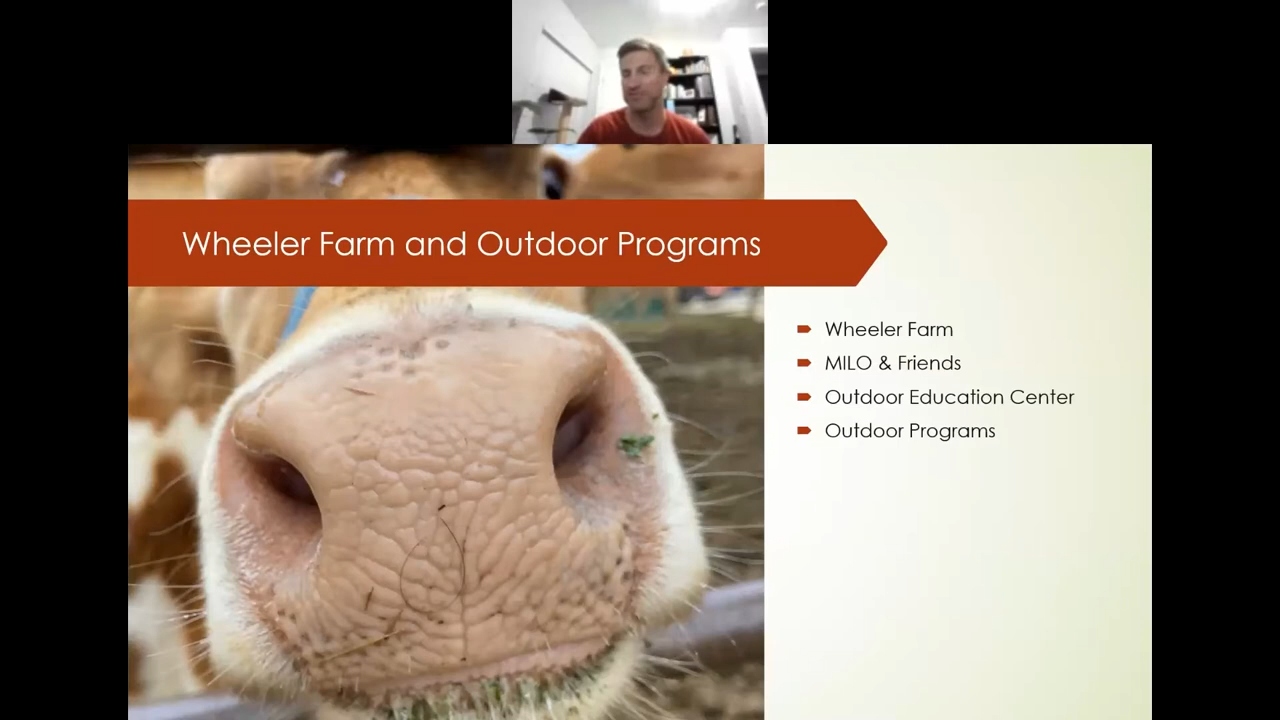 Wheeler Farm and Outdoor Programs
Wheeler Farm
MILO & Friends
Outdoor Education Center
Outdoor Programs